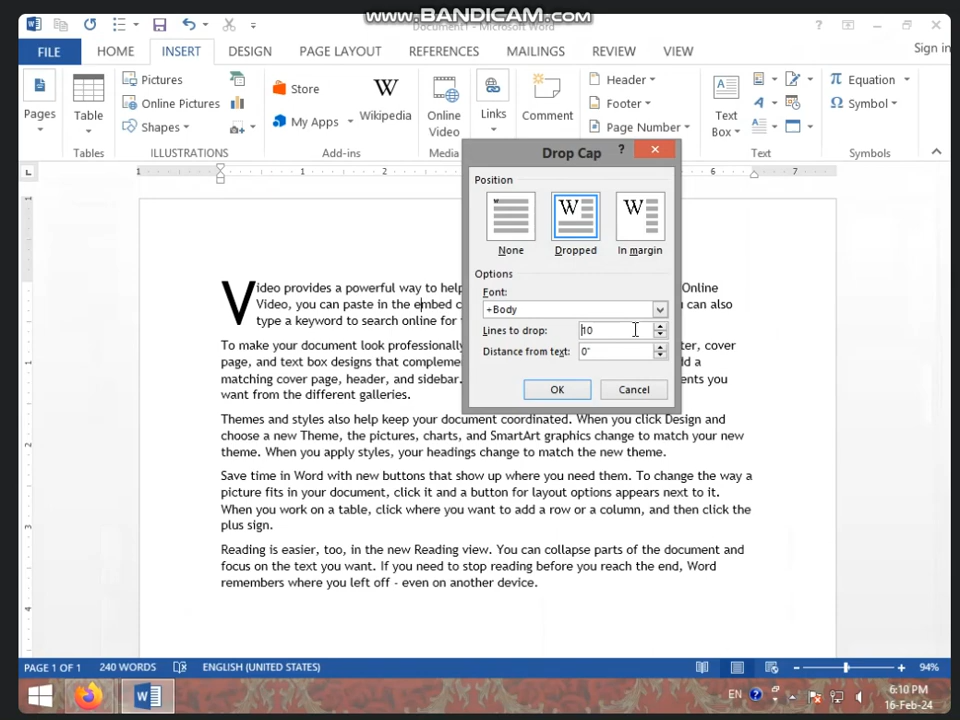 www.BANDICAM.com
Document1 - Microsoft Word
FILE HOME INSERT DESIGN PAGE LAYOUT REFERENCES MAILINGS REVIEW VIEW Sign in
Pages
Table
Pictures
Online Pictures
Shapes
Store
My Apps
Wikipedia
Online
Video
Links
Comment
Header
Footer
Page Number
Text
Box
Equation
Symbol
Tables ILLUSTRATIONS Add-ins Media Text Symbols
1 1 2 6 7
Drop Cap ?
Position
None Dropped In margin
Options
Font:
+Body
Lines to drop: 10
Distance from text: 0"
OK Cancel
Video provides a powerful way to help Online
Video, you can paste in the embed can also
type a keyword to search online for
To make your document look professionally cover
page, and text box designs that complement add a
matching cover page, header, and sidebar. you
want from the different galleries.
Themes and styles also help keep your document coordinated. When you click Design and
choose a new Theme, the pictures, charts, and SmartArt graphics change to match your new
theme. When you apply styles, your headings change to match the new theme.
Save time in Word with new buttons that show up where you need them. To change the way a
picture fits in your document, click it and a button for layout options appears next to it.
When you work on a table, click where you want to add a row or a column, and then click the
plus sign.
Reading is easier, too, in the new Reading view. You can collapse parts of the document and
focus on the text you want. If you need to stop reading before you reach the end, Word
remembers where you left off - even on another device.
PAGE 1 OF 1 240 WORDS ENGLISH (UNITED STATES) 94%
EN 6:10 PM
16-Feb-24